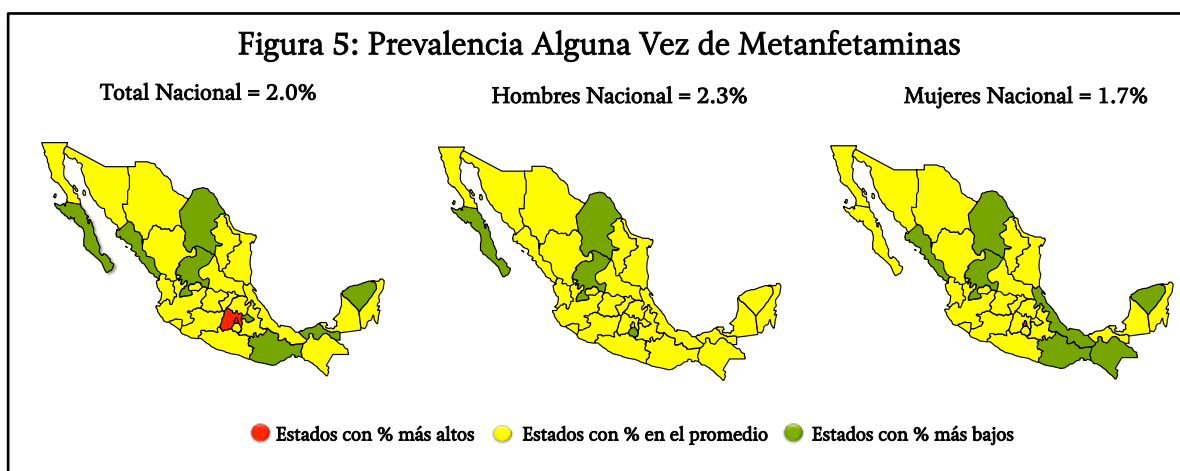 Figura 5: Prevalencia Alguna Vez de Metanfetaminas
Total Nacional = 2.0%
Hombres Nacional = 2.3%
Mujeres Nacional = 1.7%
Estados con % más altos
Estados con % en el promedio
Estados con % más bajos